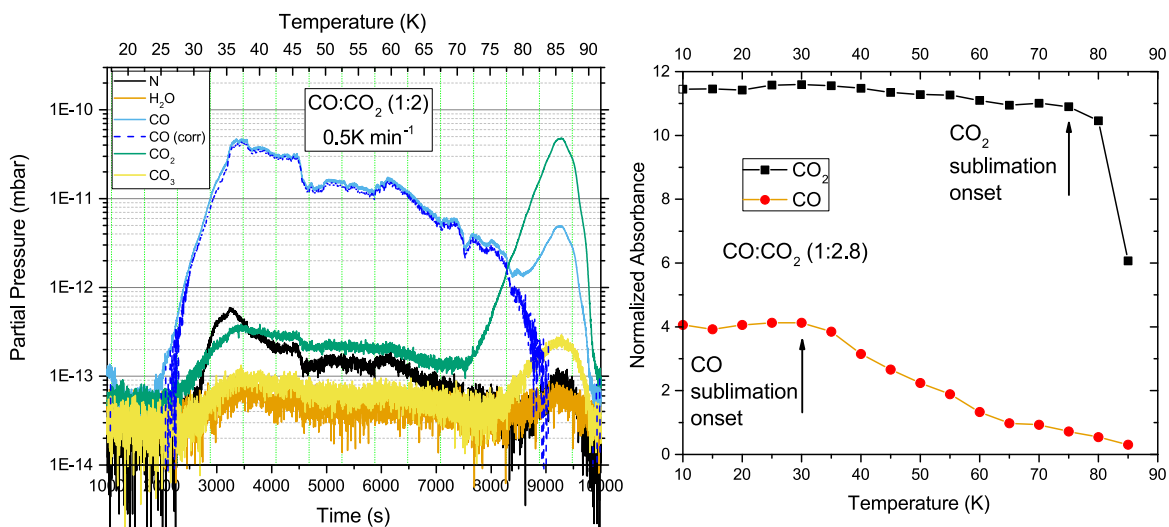 Temperature (K)
20 25 30 35 40 45 50 55 60 65 70 75 80 85 90
N
H₂O
CO
CO (corr)
CO₂
CO₃
CO:CO₂ (1:2)
0.5K min⁻¹
1E-10
1E-11
1E-12
1E-13
1E-14
Partial Pressure (mbar)
3000 4000 5000 6000 7000 8000 9000
Time (s)
10 20 30 40 50 60 70 80 90
12
10
8
6
4
2
0
Normalized Absorbance
CO₂
sublimation
onset
CO₂
CO
CO:CO₂ (1:2.8)
CO
sublimation
onset
10 20 30 40 50 60 70 80 90
Temperature (K)